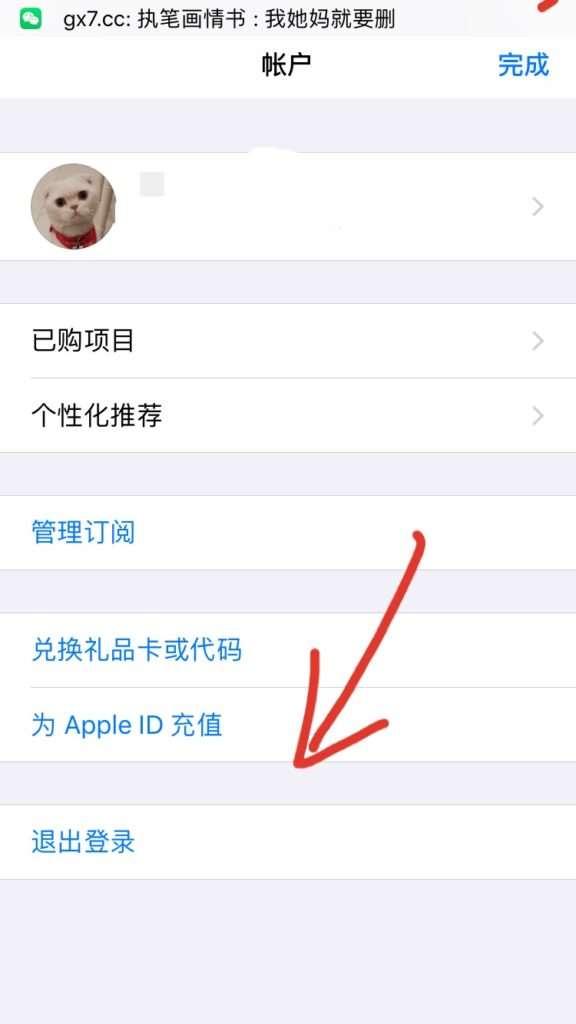 gx7.cc: 执笔画情书 : 我她妈就要删
帐户
完成
已购项目
个性化推荐
管理订阅
兑换礼品卡或代码
为 Apple ID 充值
退出登录